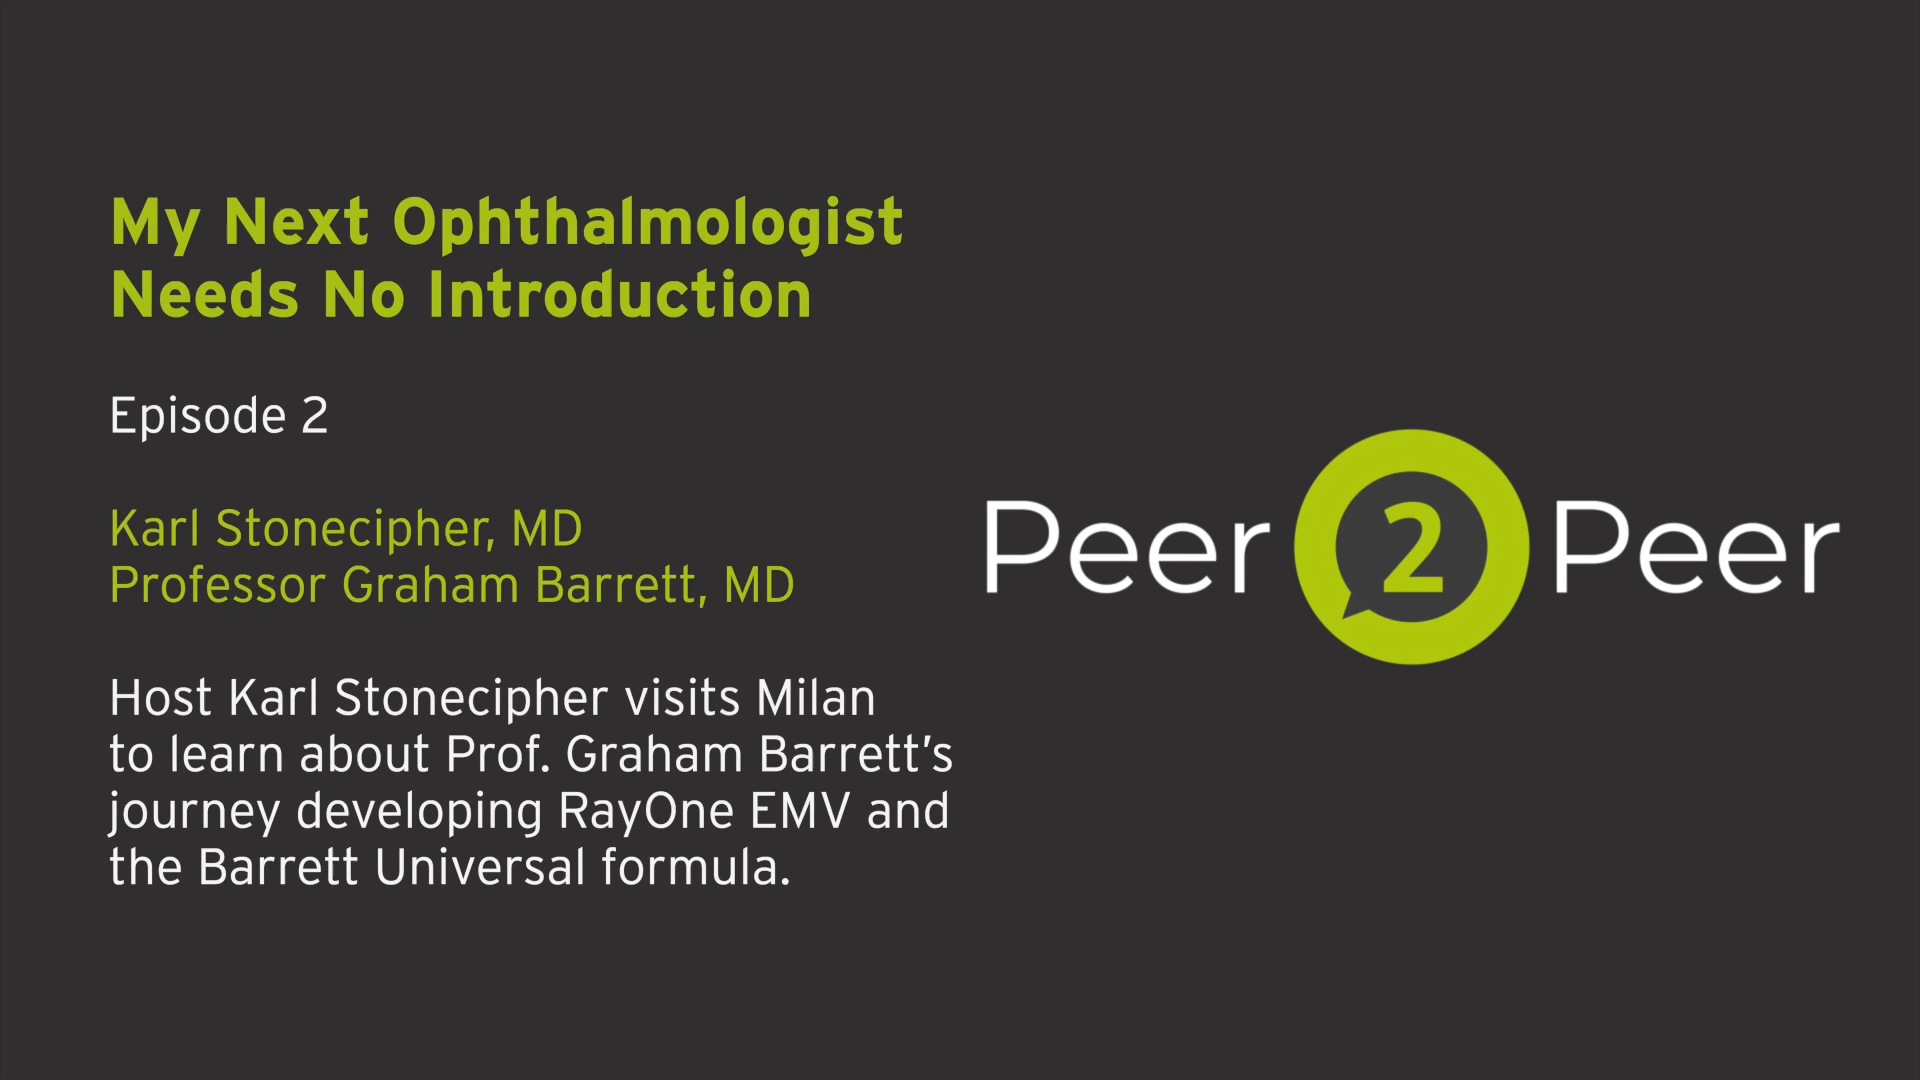 My Next Ophthalmologist
Needs No Introduction
Episode 2
Karl Stonecipher, MD
Professor Graham Barrett, MD
Host Karl Stonecipher visits Milan
to learn about Prof. Graham Barrett’s
journey developing RayOne EMV and
the Barrett Universal formula.
Peer 2 Peer